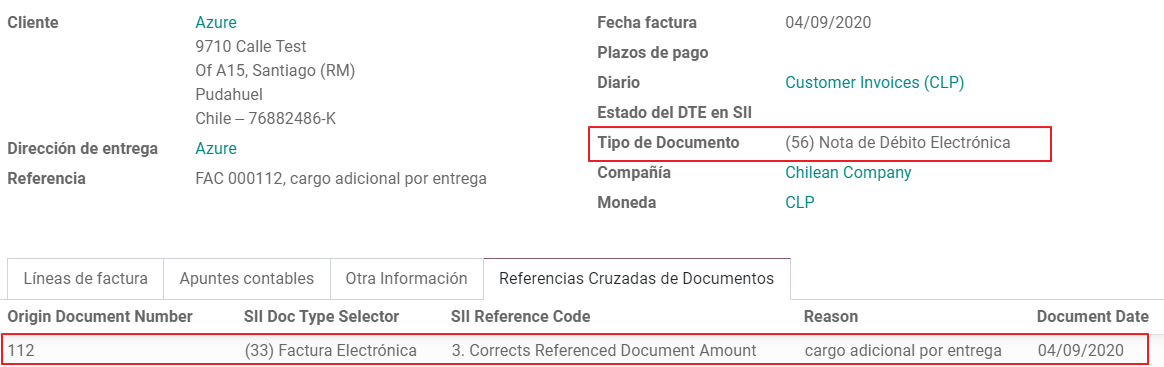 Cliente Azure
9710 Calle Test
Of A15, Santiago (RM)
Pudahuel
Chile – 76882486-K
Dirección de entrega Azure
Referencia FAC 000112, cargo adicional por entrega
Fecha factura 04/09/2020
Plazos de pago
Diario Customer Invoices (CLP)
Estado del DTE en SII
Tipo de Documento (56) Nota de Débito Electrónica
Compañía Chilean Company
Moneda CLP
Líneas de factura Apuntes contables Otra Información Referencias Cruzadas de Documentos
Origin Document Number SII Doc Type Selector SII Reference Code Reason Document Date
112 (33) Factura Electrónica 3. Corrects Referenced Document Amount cargo adicional por entrega 04/09/2020